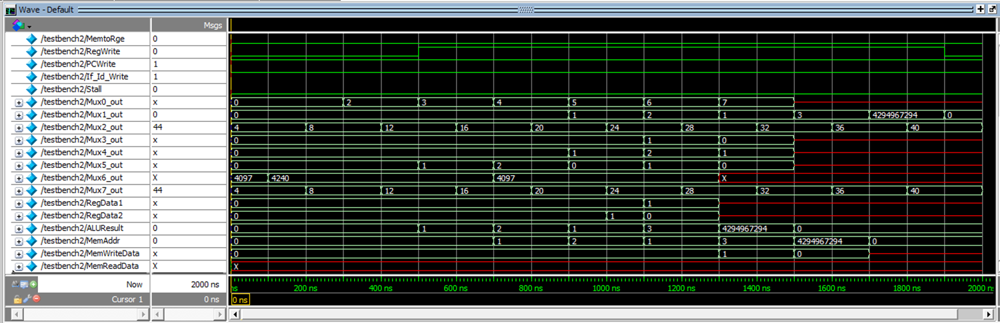 Wave - Default
Msgs
/testbench2/MemtoRge 0
/testbench2/RegWrite 0
/testbench2/PCWrite 1
/testbench2/If_Id_Write 1
/testbench2/Stall 0
/testbench2/Mux0_out x 0 2 3 4 5 6 7
/testbench2/Mux1_out 0 0 1 2 1 3 4294967294 0
/testbench2/Mux2_out 44 4 8 12 16 20 24 28 32 36 40
/testbench2/Mux3_out x 0 1 0
/testbench2/Mux4_out x 0 1 2 1
/testbench2/Mux5_out x 0 1 2 0 1 0
/testbench2/Mux6_out X 4097 4240 4097 X
/testbench2/Mux7_out 44 4 8 12 16 20 24 28 32 36 40
/testbench2/RegData1 x 0 1
/testbench2/RegData2 x 0 1 0
/testbench2/ALUResult 0 0 1 2 1 3 4294967294 0
/testbench2/MemAddr 0 0 1 2 1 3 4294967294 0
/testbench2/MemWriteData x 0 1 0
/testbench2/MemReadData X X
Now 2000 ns ns 200 ns 400 ns 600 ns 800 ns 1000 ns 1200 ns 1400 ns 1600 ns 1800 ns 2000 ns
Cursor 1 0 ns 0 ns